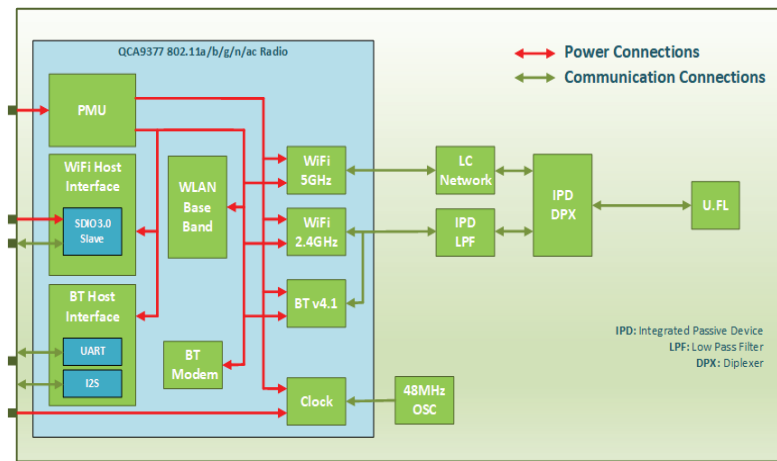 QCA9377 802.11a/b/g/n/ac Radio
Power Connections
Communication Connections
PMU
WiFi Host
Interface
SDIO3.0
Slave
WLAN
Base
Band
WiFi
5GHz
WiFi
2.4GHz
LC
Network
IPD
LPF
IPD
DPX
U.FL
BT Host
Interface
UART
I2S
BT v4.1
BT
Modem
Clock
48MHz
OSC
IPD: Integrated Passive Device
LPF: Low Pass Filter
DPX: Diplexer